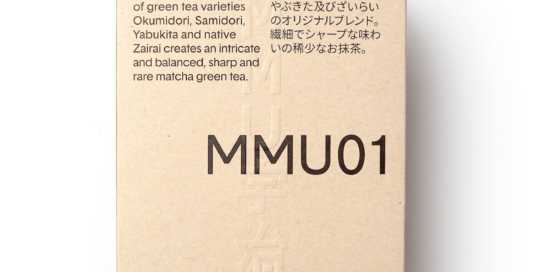 of green tea varieties
Okumidori, Samidori,
Yabukita and native
Zairai creates an intricate
and balanced, sharp and
rare matcha green tea.
やぶきた及びざいらい
のオリジナルブレンド。
繊細でシャープな味わ
いの稀少なお抹茶。
MMU01